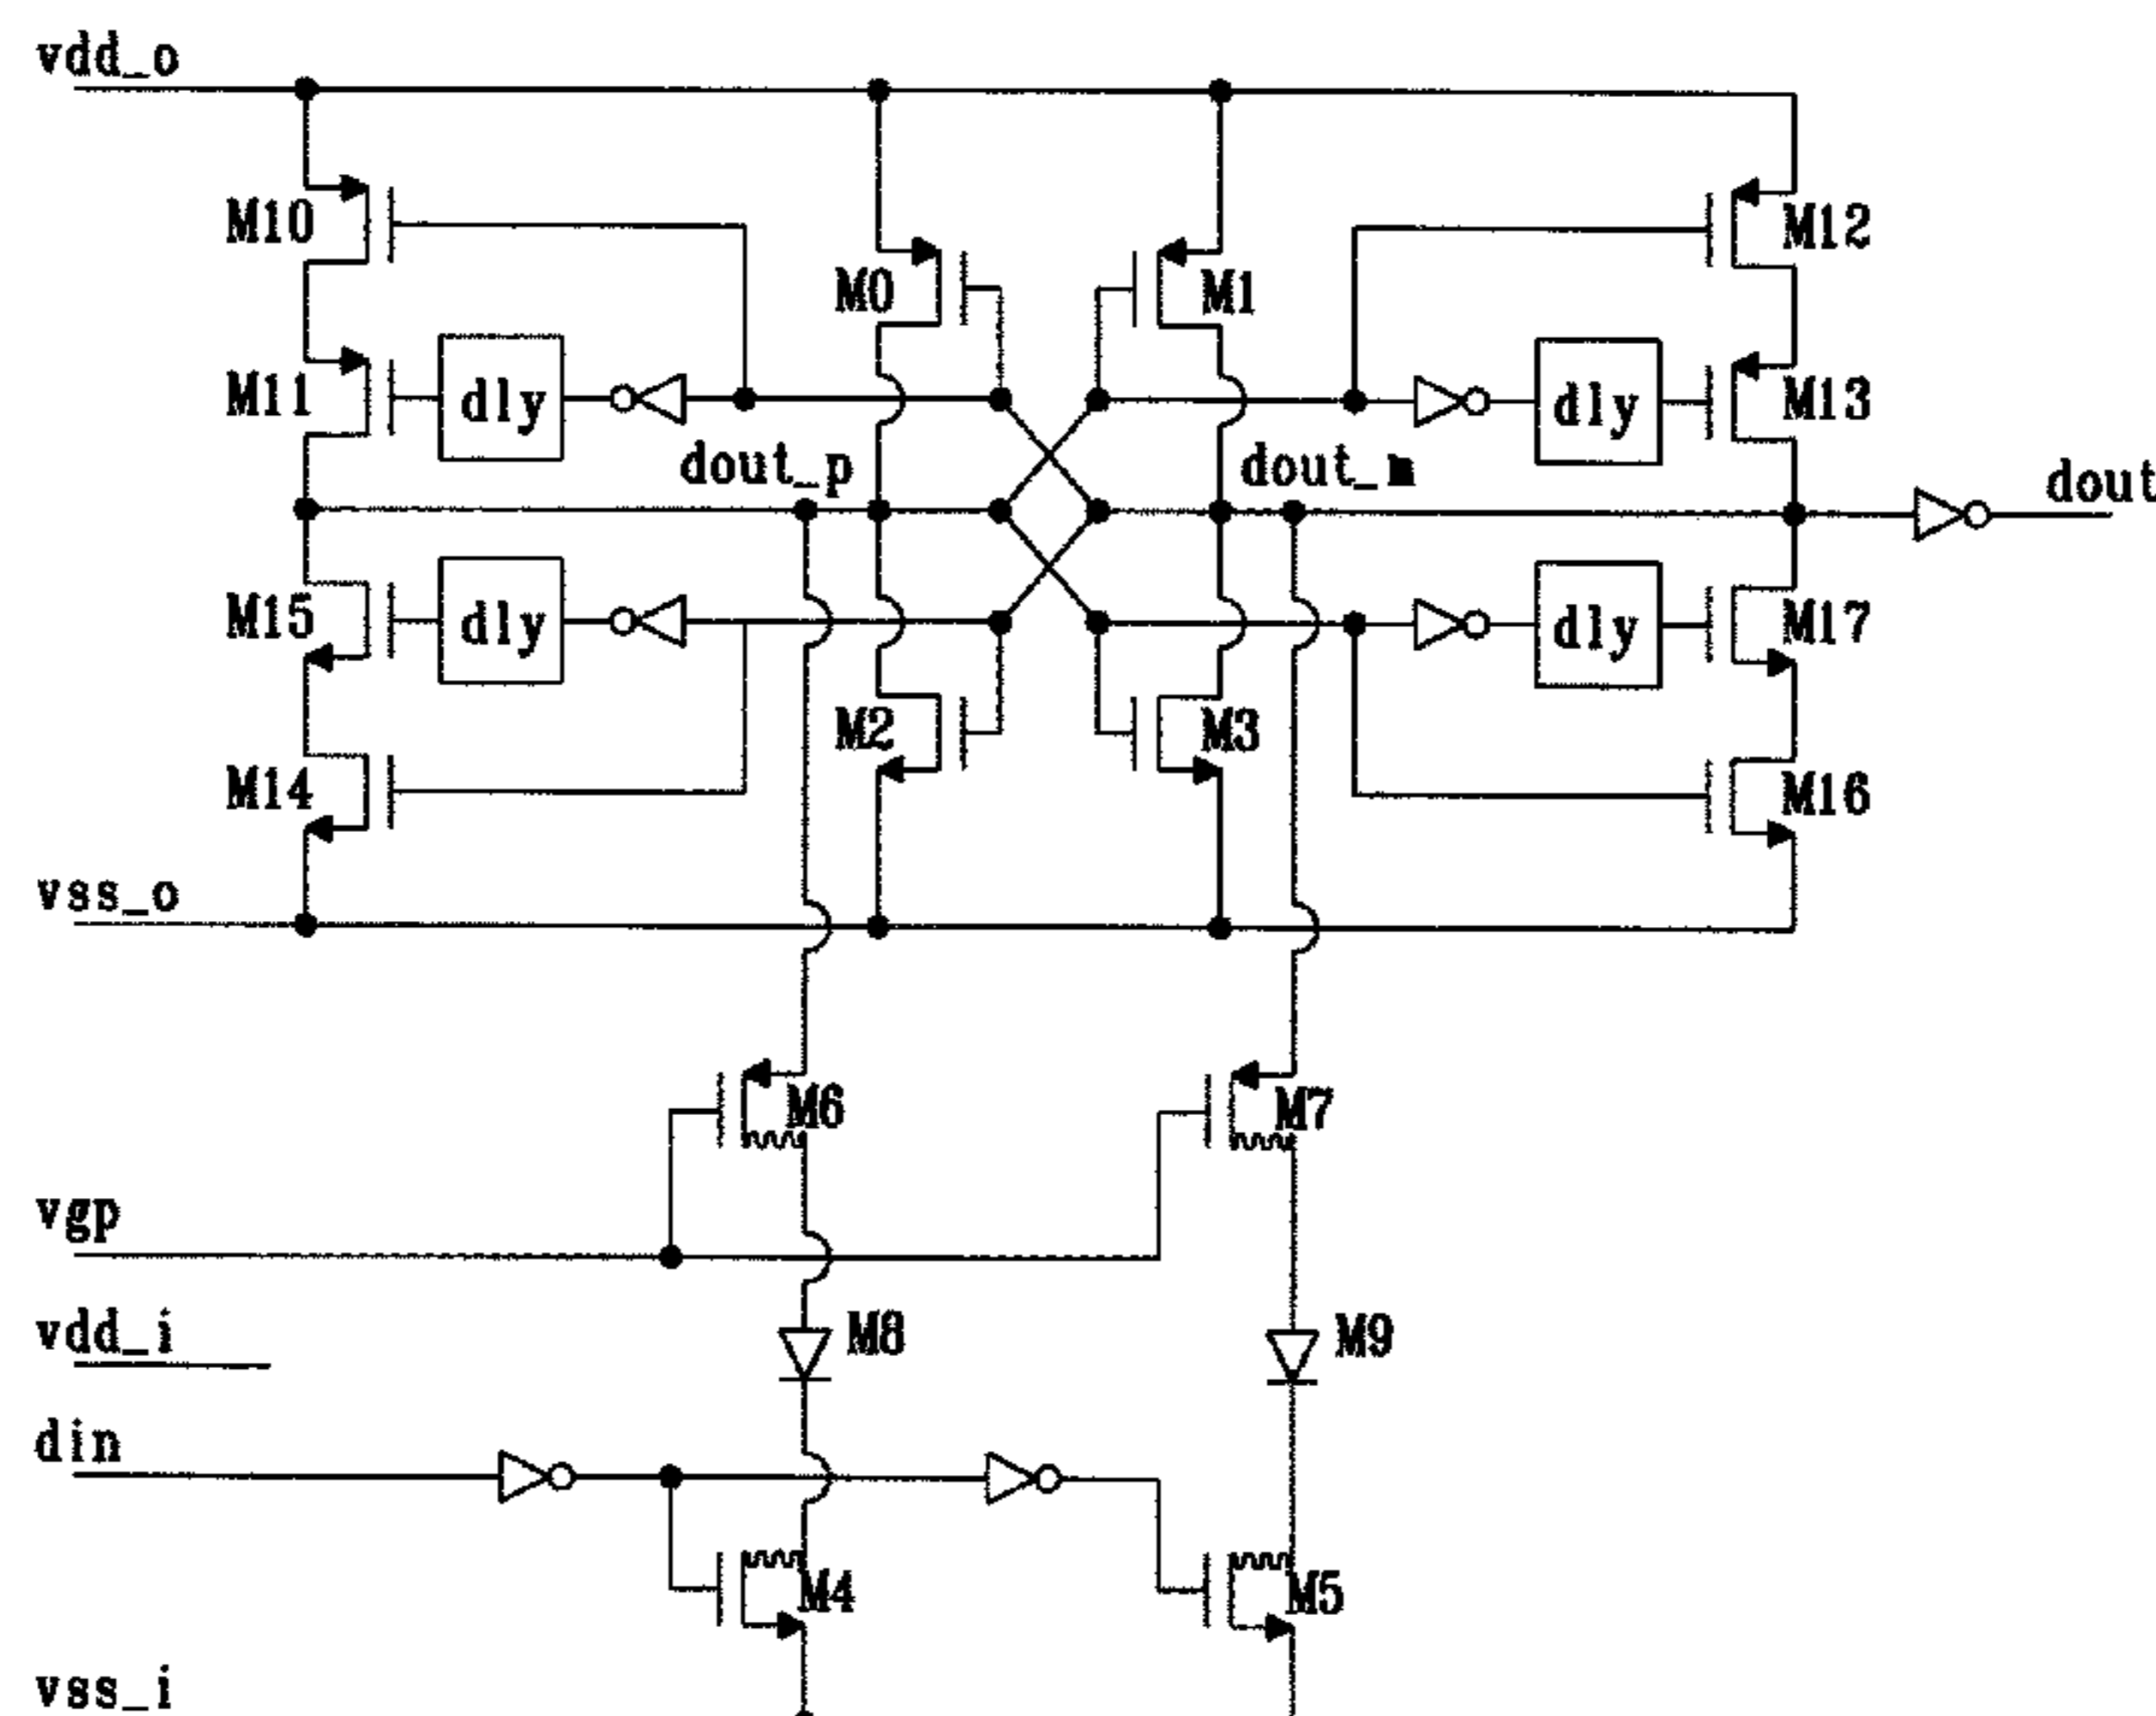 vdd_o
M10
M12
M0
M1
M11
dly
dly
M13
dout_p
dout_m
dout
M15
dly
dly
M17
M2
M3
M14
M16
vss_o
M6
M7
vgp
vdd_i
M8
M9
din
M4
M5
vss_i